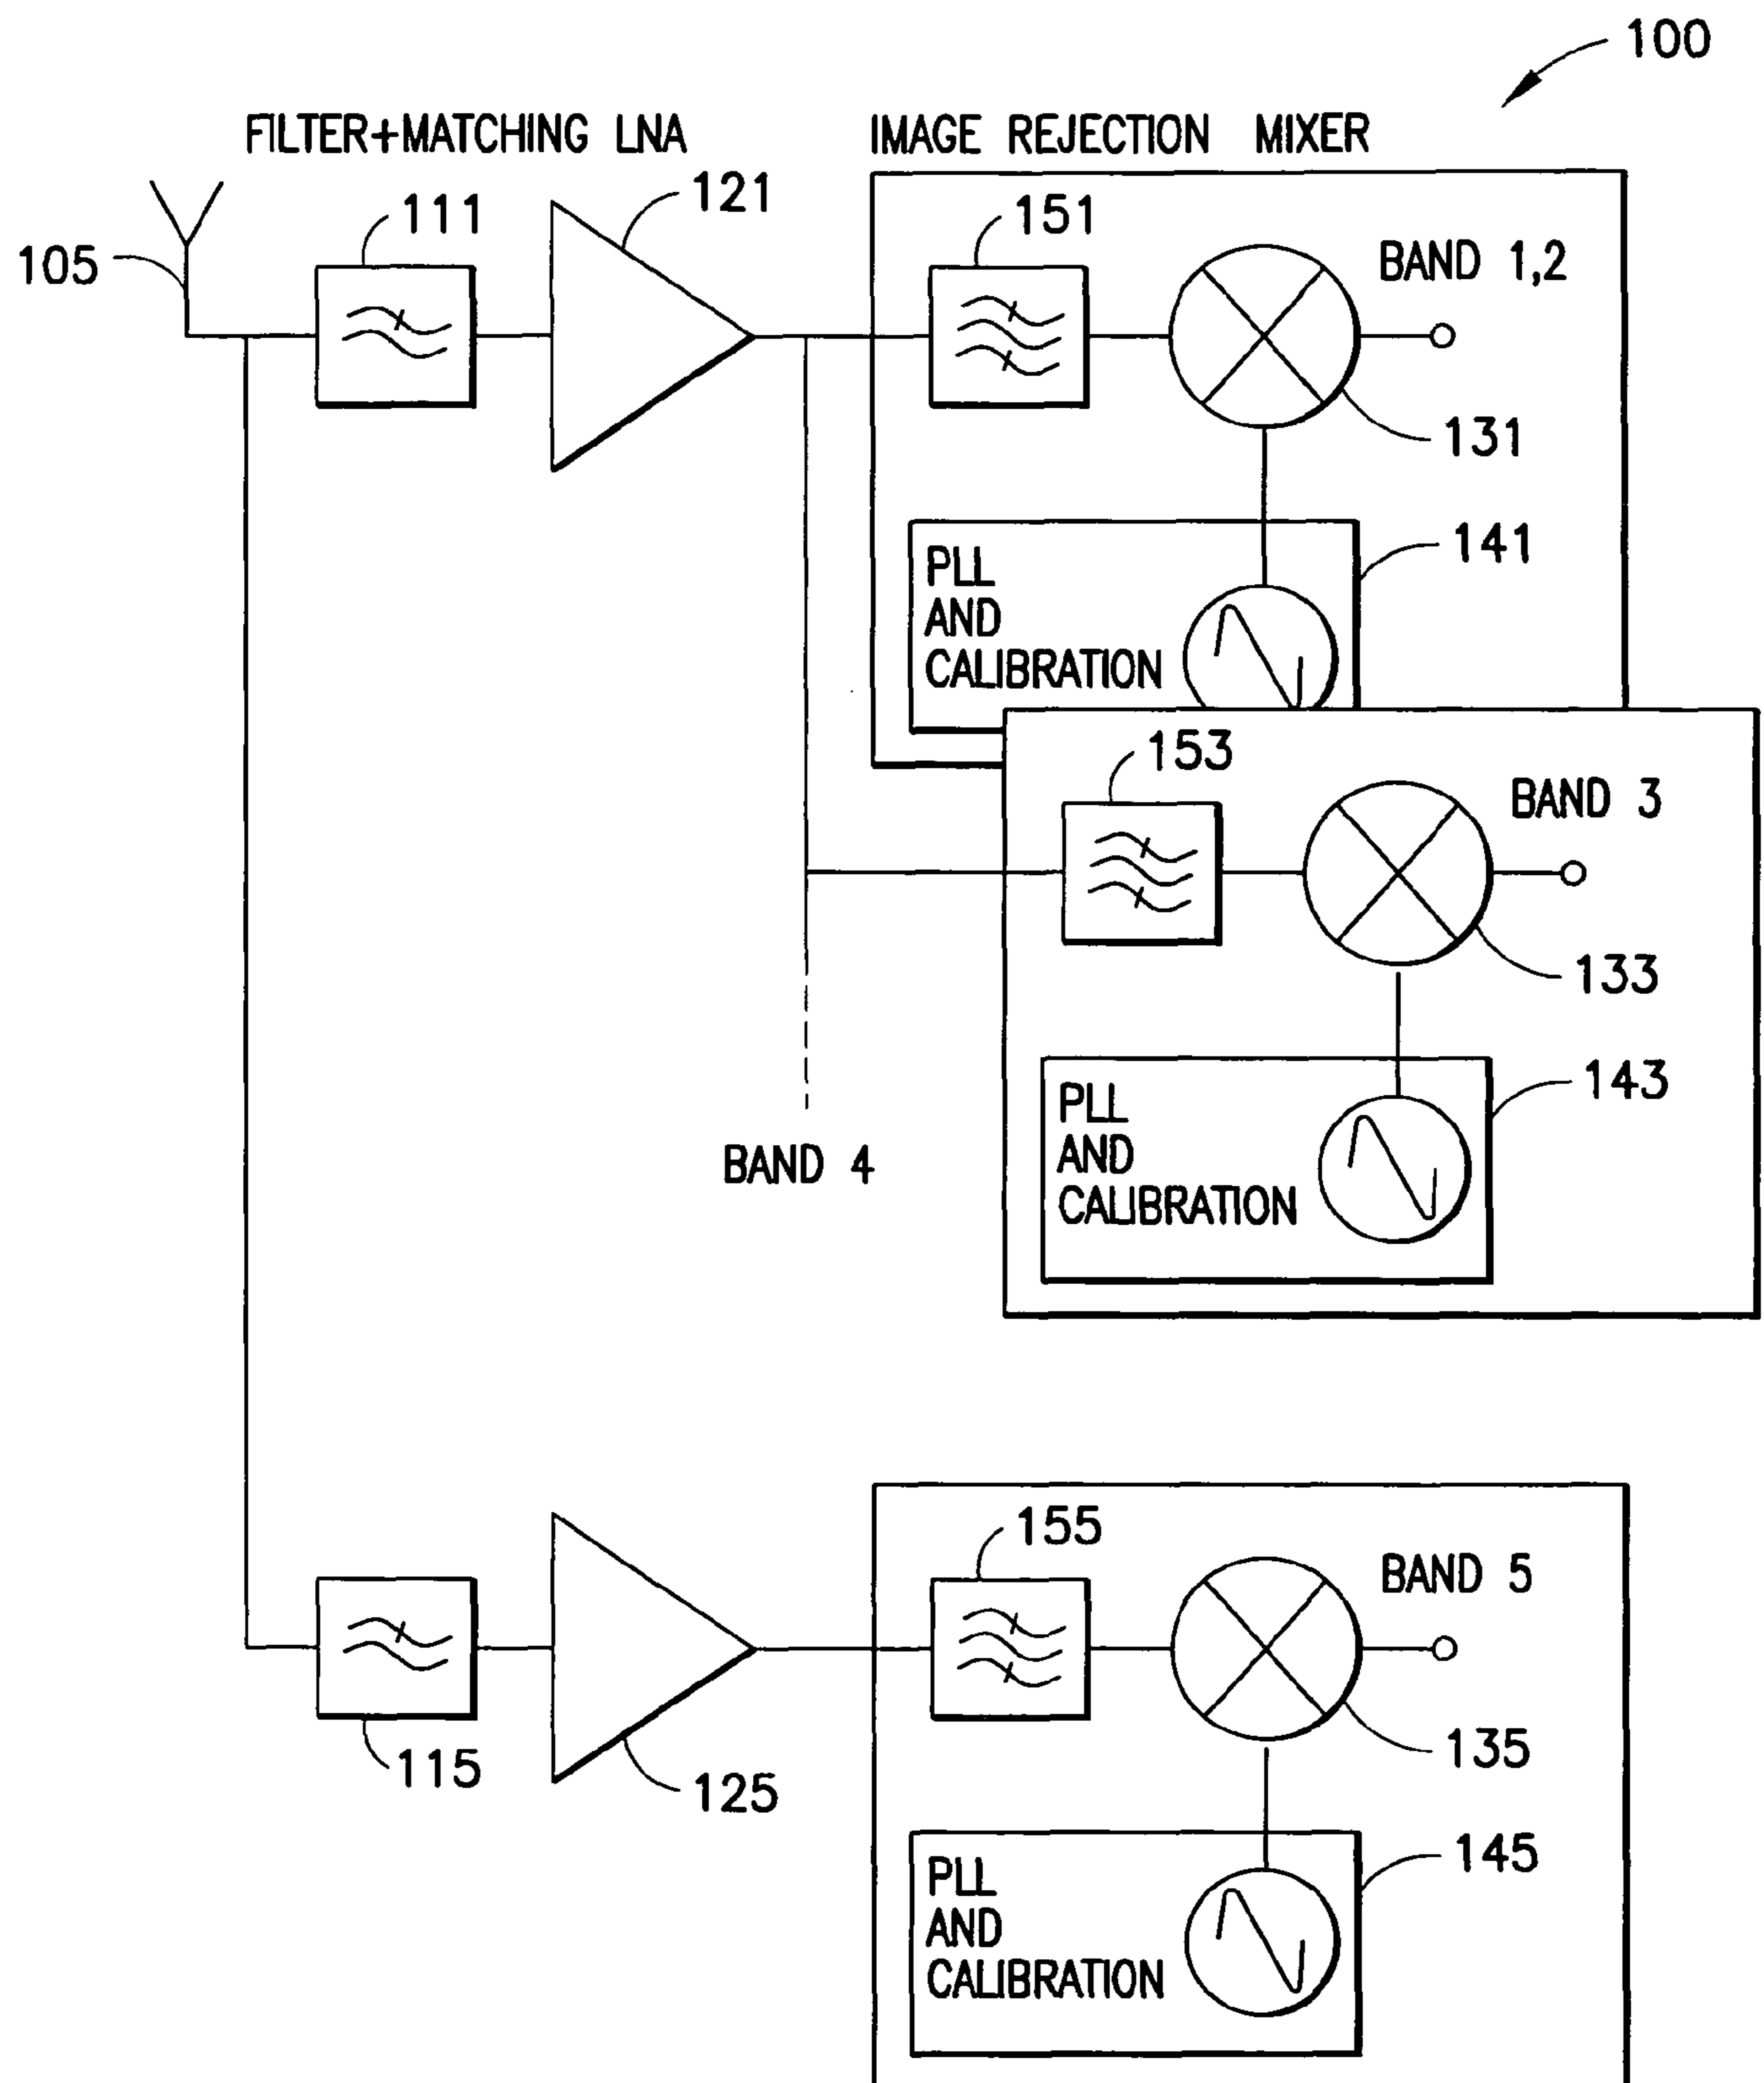 100
FILTER+MATCHING LNA
IMAGE REJECTION MIXER
105
111
121
151
BAND 1,2
131
141
PLL
AND
CALIBRATION
153
BAND 3
133
143
PLL
AND
CALIBRATION
BAND 4
115
125
155
BAND 5
135
145
PLL
AND
CALIBRATION